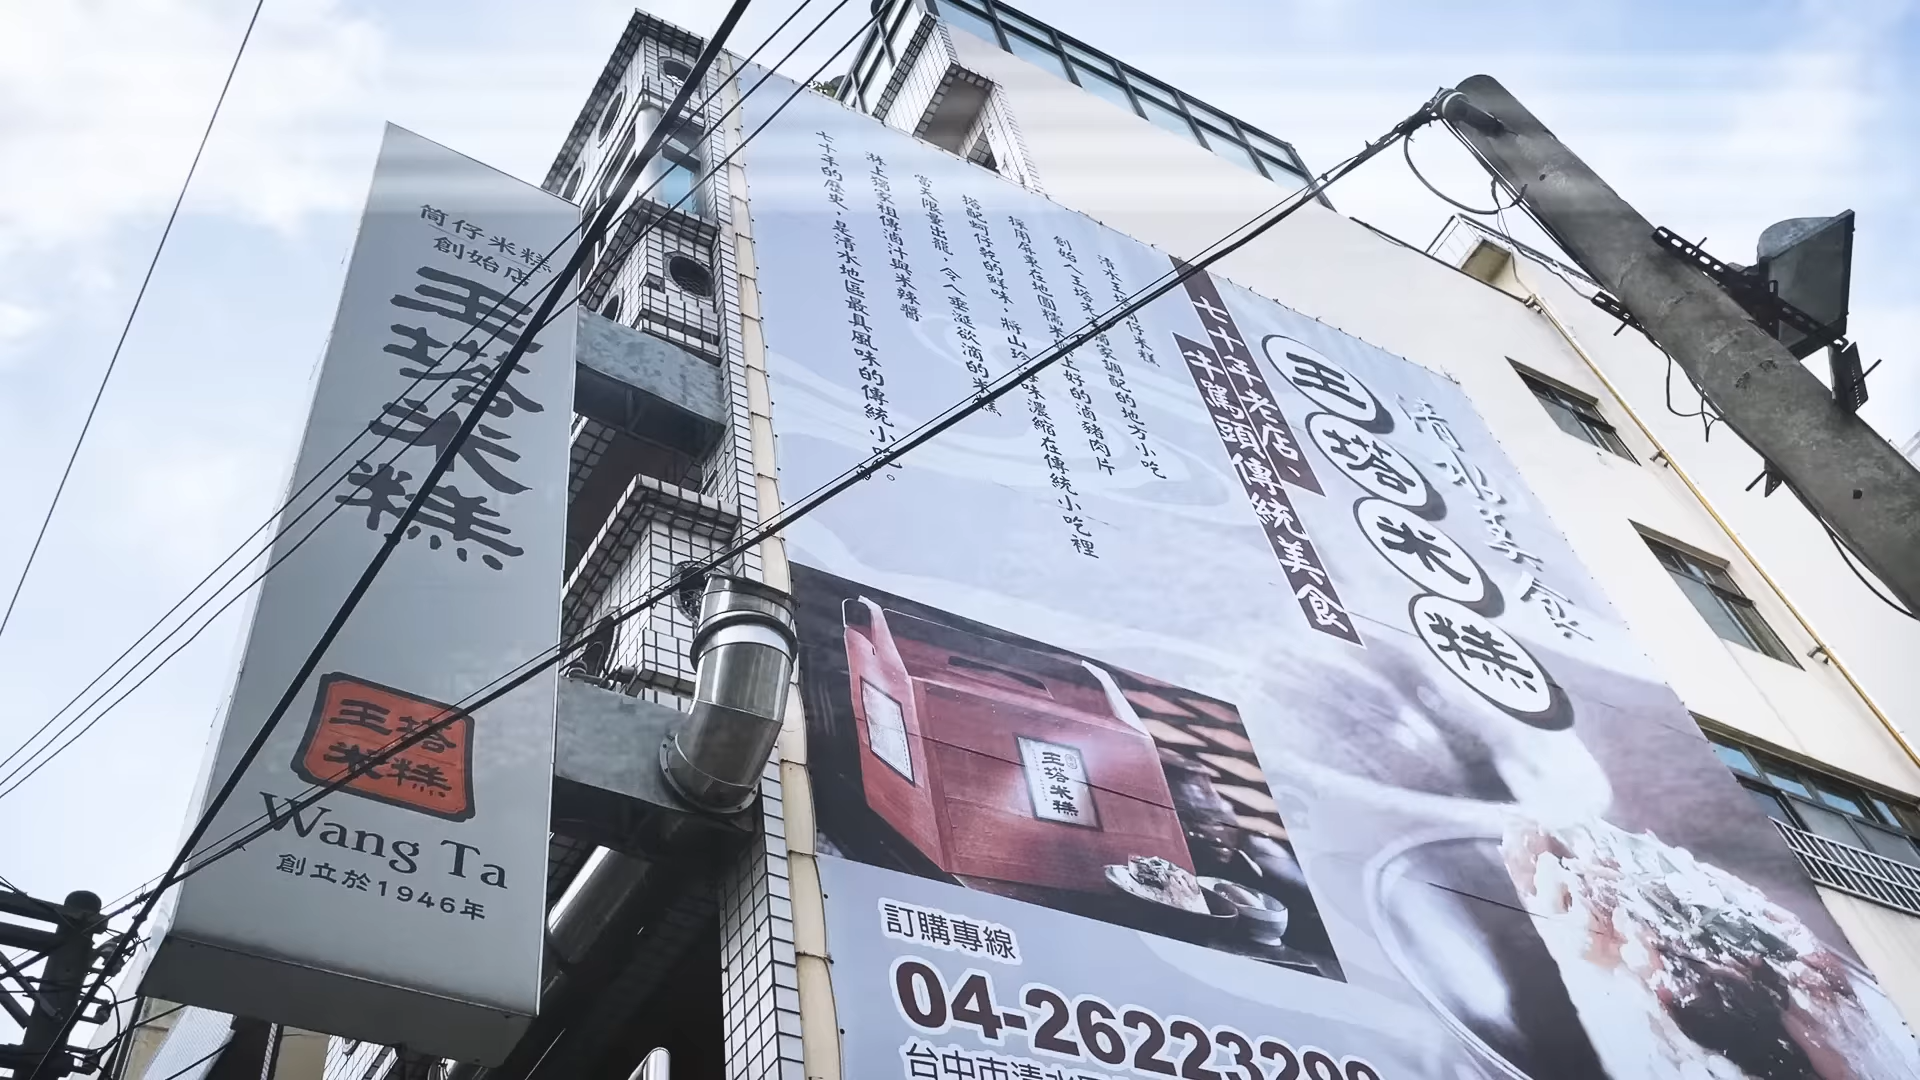 筒仔米糕
創始店
王塔米糕
王塔
米糕
Wang Ta
創立於1946年
清水美食
王塔米糕
七十年老店、
牛罵頭傳統美食
清水王塔筒仔米糕
創始人王塔米糕獨家調配的地方小吃
採用屏東在地圓糯米配上好的滷豬肉片
搭配蚵仔乾的鮮味,將山珍海味濃縮在傳統小吃裡
當天限量出籠,令人垂涎欲滴的米糕
淋上獨家祖傳滷汁與米辣醬
七十年的歷史,是清水地區最具風味的傳統小吃。
王塔米糕
訂購專線
04-26223299
台中市清水區